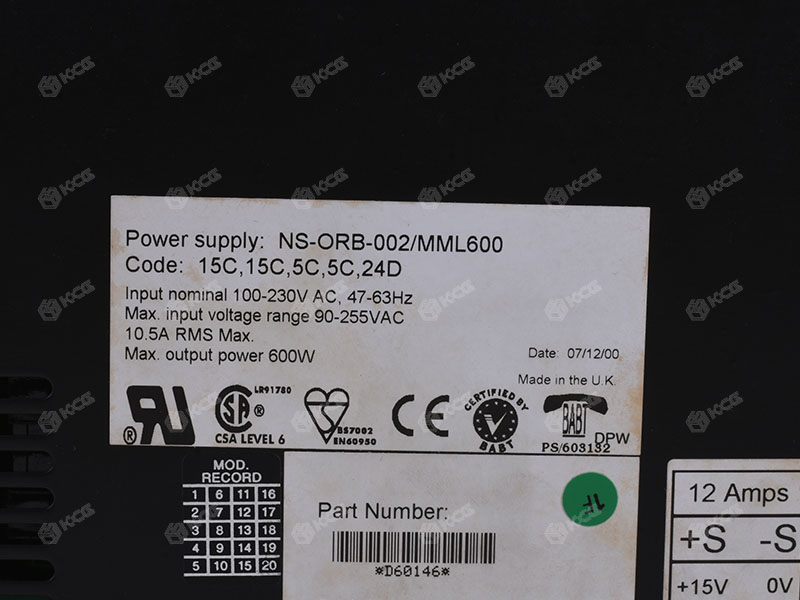 Power supply: NS-ORB-002/MML600
Code: 15C,15C,5C,5C,24D
Input nominal 100-230V AC, 47-63Hz
Max. input voltage range 90-255VAC
10.5A RMS Max.
Max. output power 600W
Date: 07/12/00
Made in the U.K.
LR91780
CSA LEVEL 6
BS7002
EN60950
CERTIFIED BY
BABT
BABT
DPW
PS/603132
MOD.
RECORD
1 6 11 16
2 7 12 17
3 8 13 18
4 9 14 19
5 10 15 20
Part Number:
*D60146*
1F
12 Amps
+S -S
+15V 0V